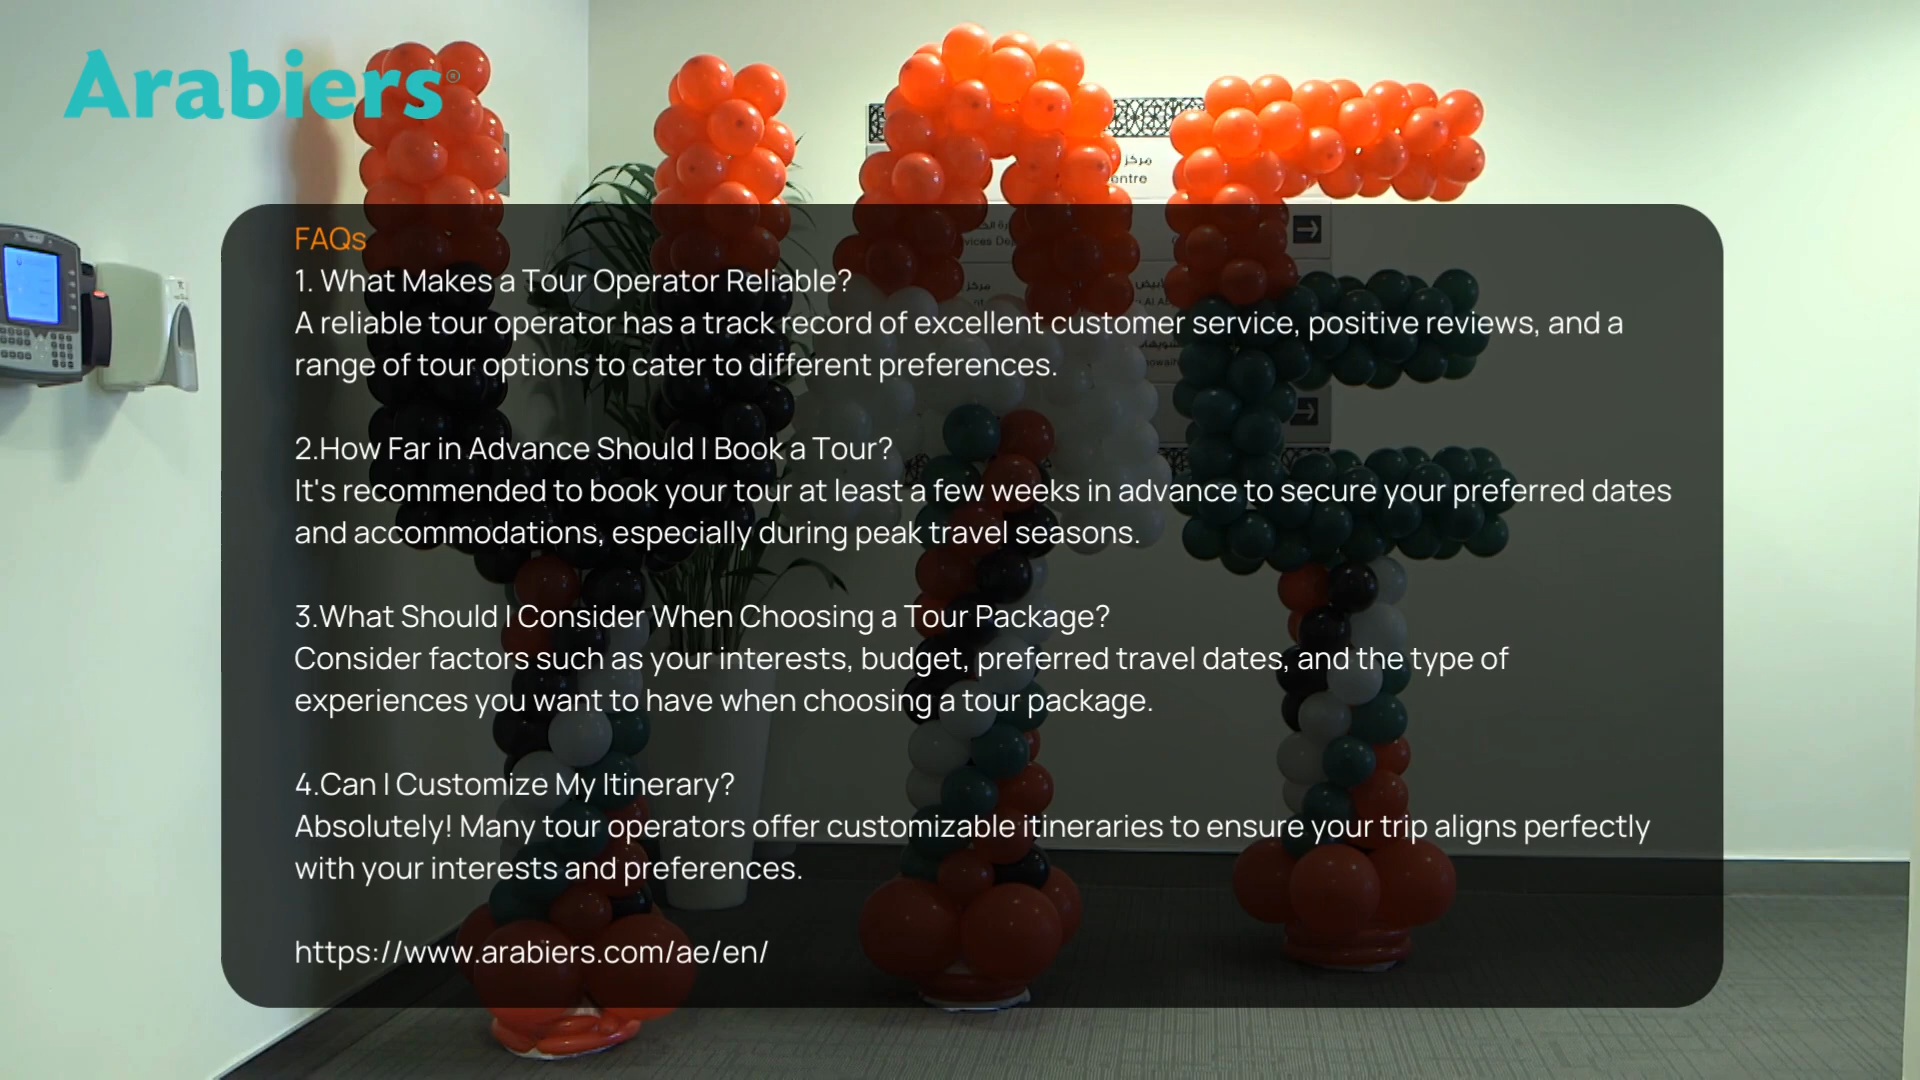 Arabiers®
مركز
entre
FAQs
1. What Makes a Tour Operator Reliable?
A reliable tour operator has a track record of excellent customer service, positive reviews, and a
range of tour options to cater to different preferences.
2.How Far in Advance Should I Book a Tour?
It's recommended to book your tour at least a few weeks in advance to secure your preferred dates
and accommodations, especially during peak travel seasons.
3.What Should I Consider When Choosing a Tour Package?
Consider factors such as your interests, budget, preferred travel dates, and the type of
experiences you want to have when choosing a tour package.
4.Can I Customize My Itinerary?
Absolutely! Many tour operators offer customizable itineraries to ensure your trip aligns perfectly
with your interests and preferences.
https://www.arabiers.com/ae/en/